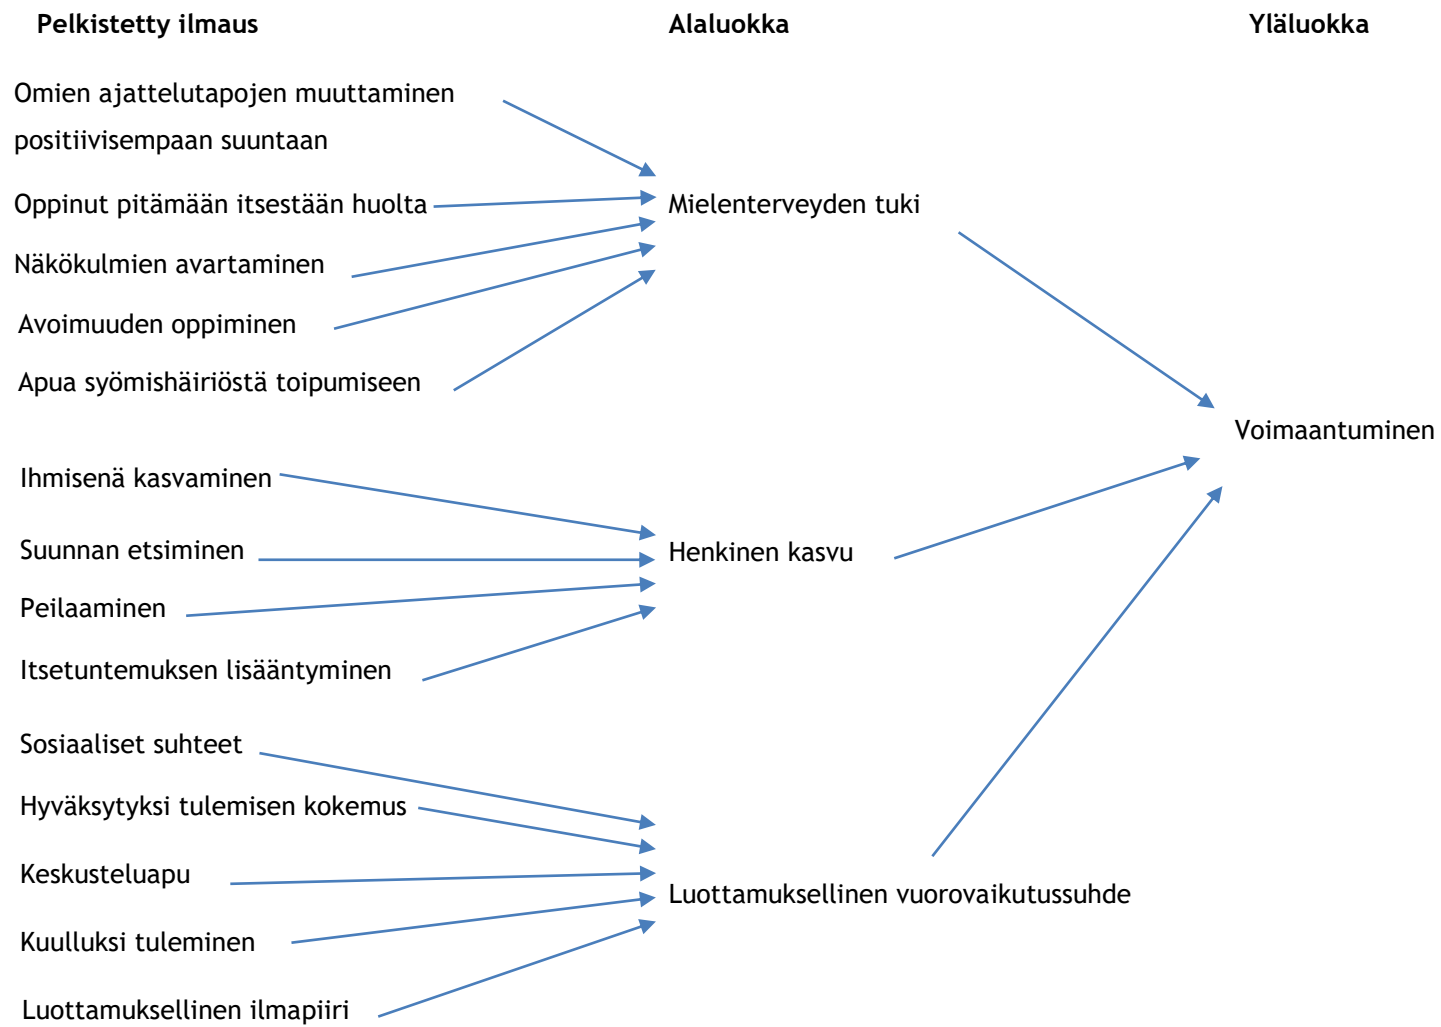 Pelkistetty ilmaus Alaluokka Yläluokka
Omien ajattelutapojen muuttaminen
positiivisempaan suuntaan
Oppinut pitämään itsestään huolta Mielenterveyden tuki
Näkökulmien avartaminen
Avoimuuden oppiminen
Apua syömishäiriöstä toipumiseen
Voimaantuminen
Ihmisenä kasvaminen
Suunnan etsiminen Henkinen kasvu
Peilaaminen
Itsetuntemuksen lisääntyminen
Sosiaaliset suhteet
Hyväksytyksi tulemisen kokemus
Keskusteluapu
Luottamuksellinen vuorovaikutussuhde
Kuulluksi tuleminen
Luottamuksellinen ilmapiiri